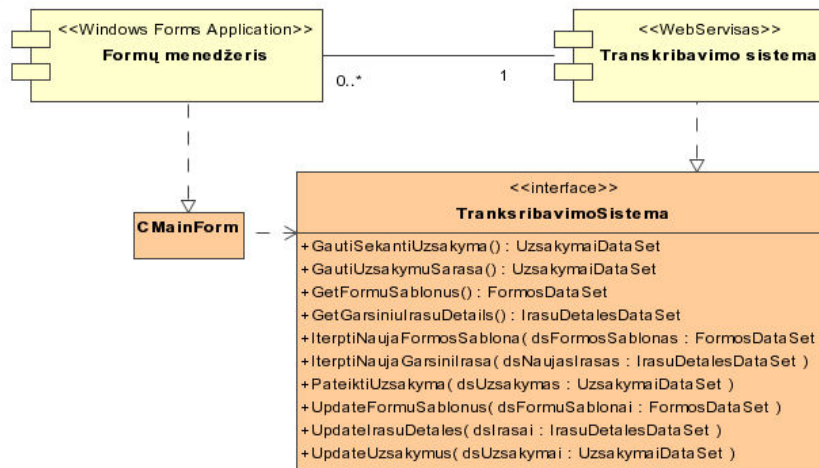 <<Windows Forms Application>>
Formų menedžeris
<<WebServisas>>
Transkribavimo sistema
0..*
1
CMainForm
<<interface>>
TranksribavimoSistema
+GautiSekantiUzsakyma() : UzsakymaiDataSet
+GautiUzsakymuSarasa() : UzsakymaiDataSet
+GetFormuSablonus() : FormosDataSet
+GetGarsiniuIrasuDetails() : IrasuDetalesDataSet
+IterptiNaujaFormosSablona( dsFormosSablonas : FormosDataSet
+IterptiNaujaGarsiniIrasa( dsNaujasIrasas : IrasuDetalesDataSet )
+PateiktiUzsakyma( dsUzsakymas : UzsakymaiDataSet )
+UpdateFormuSablonus( dsFormuSablonai : FormosDataSet )
+UpdateIrasuDetales( dsIrasai : IrasuDetalesDataSet )
+UpdateUzsakymus( dsUzsakymai : UzsakymaiDataSet )